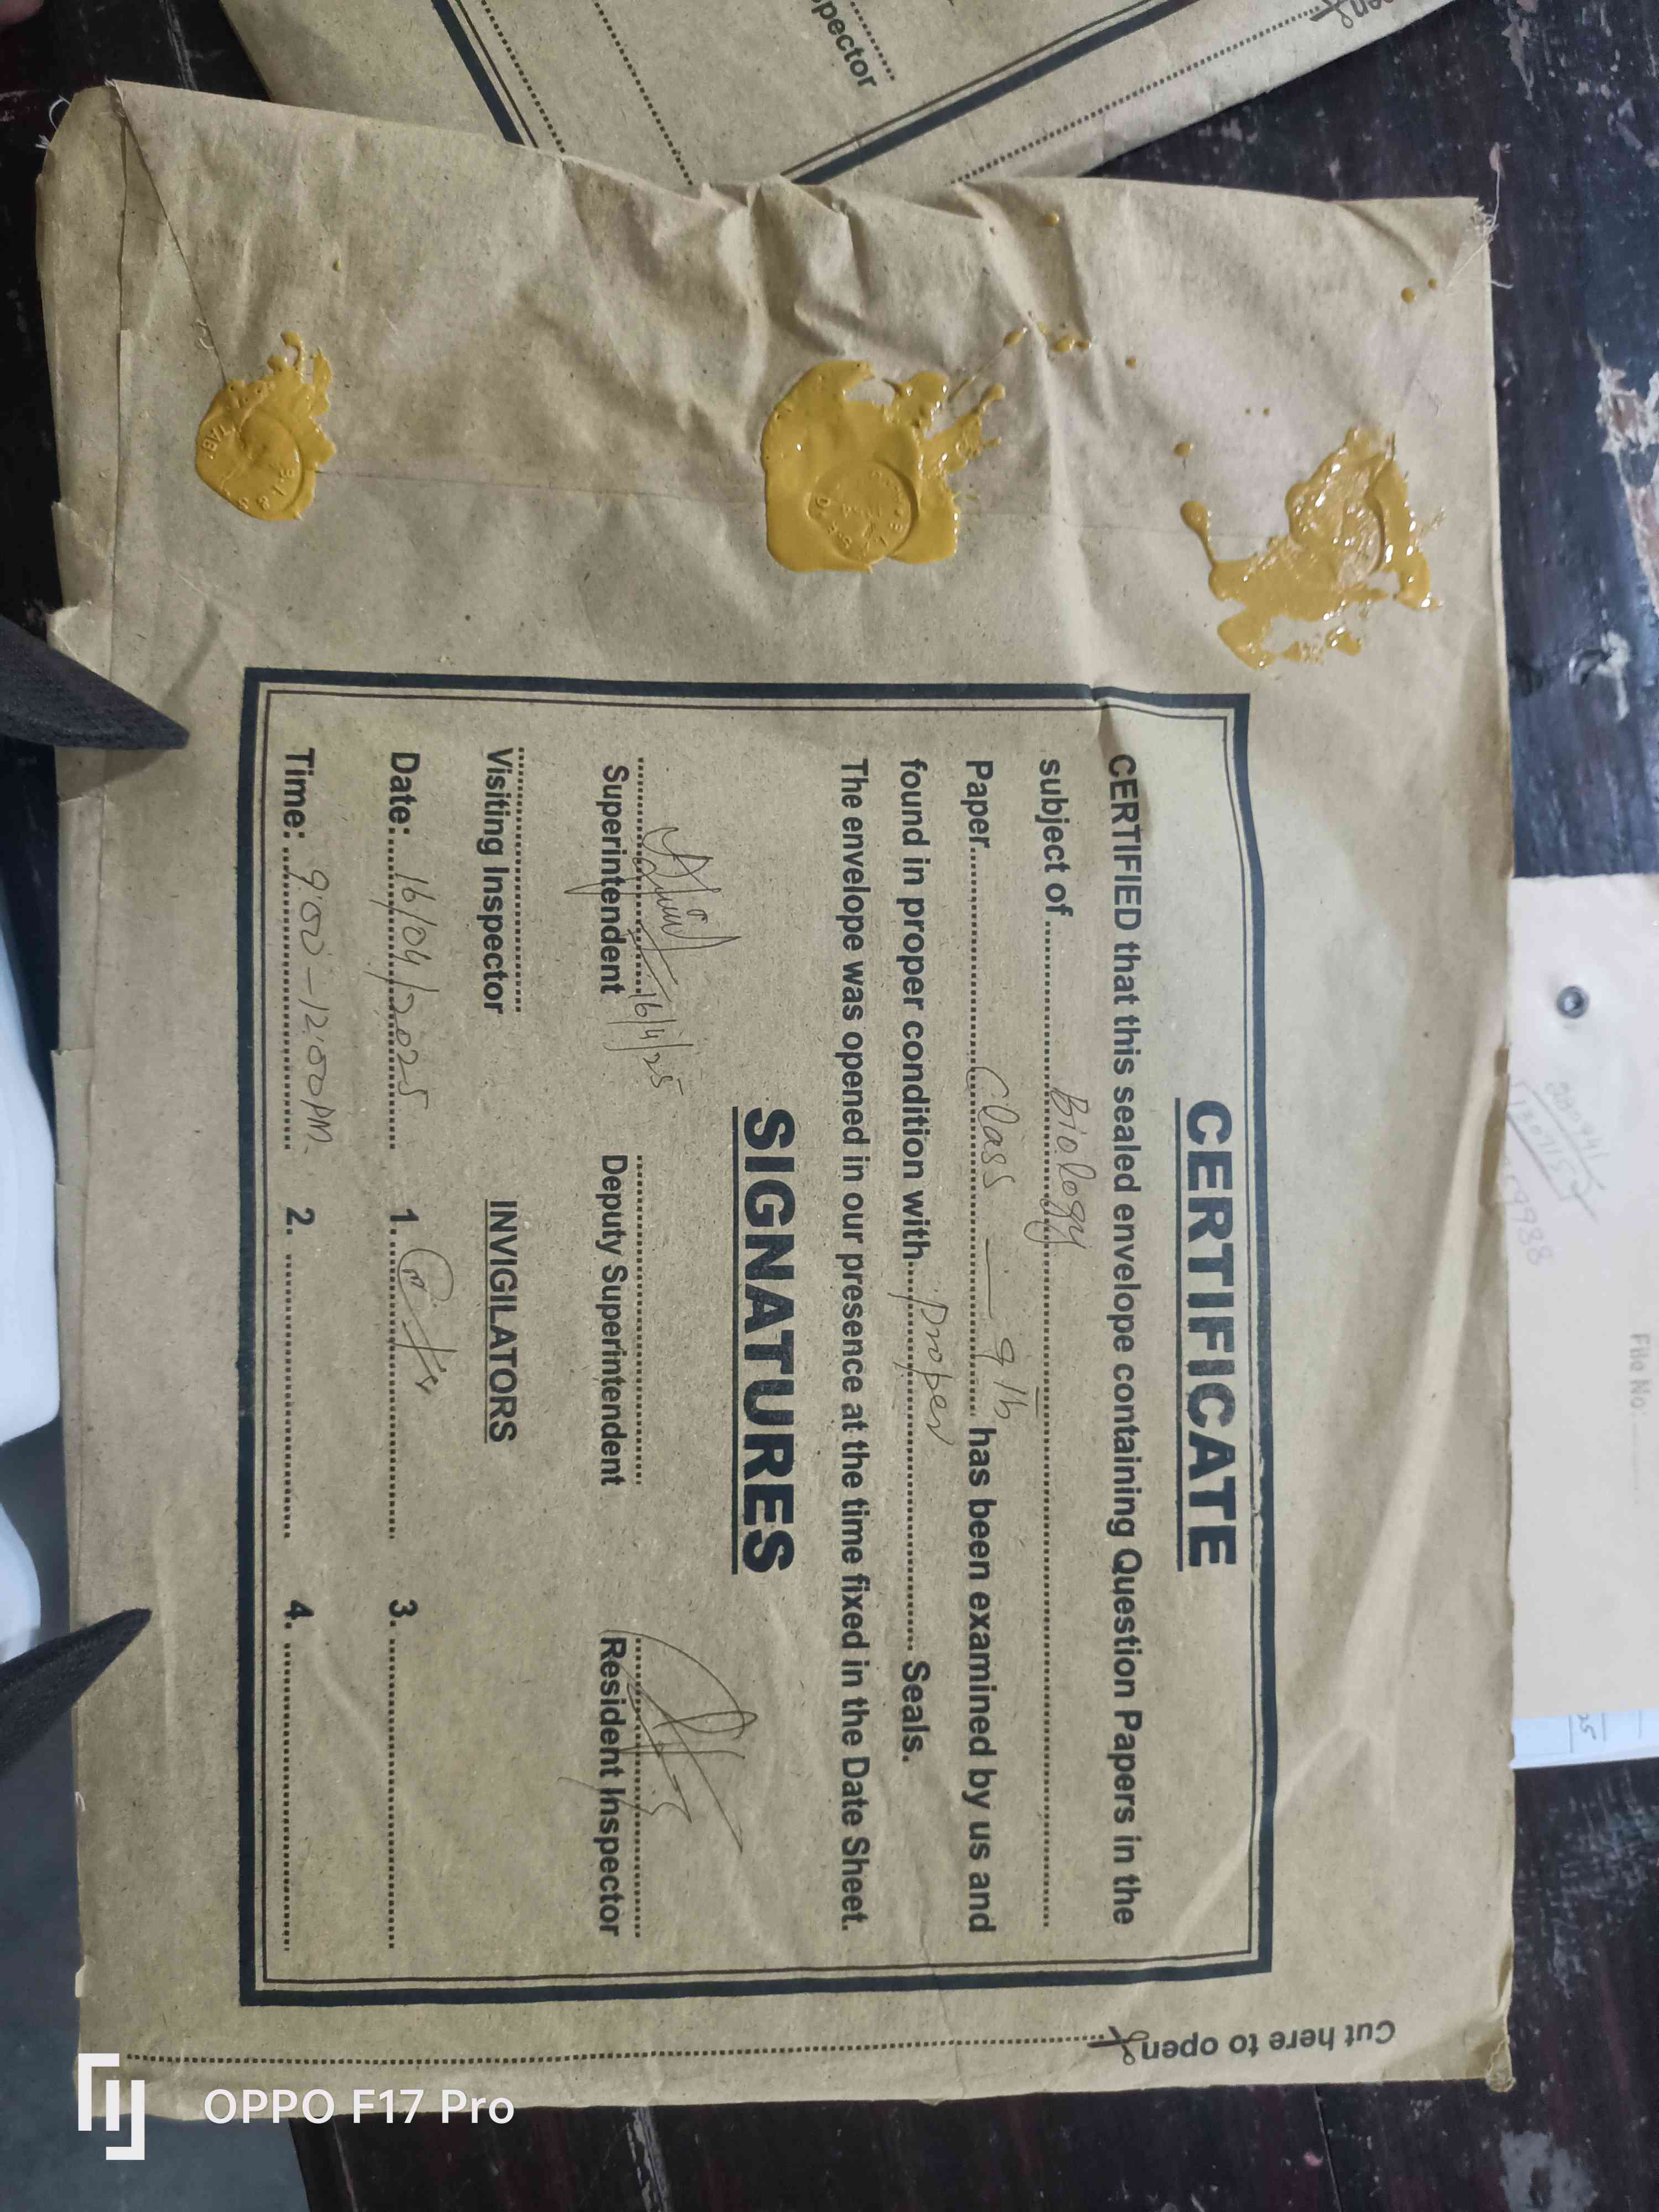 CERTIFICATE
CERTIFIED that this sealed envelope containing Question Papers in the
subject of Biology
Paper Class — 9th has been examined by us and
found in proper condition with proper Seals.
The envelope was opened in our presence at the time fixed in the Date Sheet.
SIGNATURES
16/4/25
Superintendent Deputy Superintendent Resident Inspector
Visiting Inspector INVIGILATORS
Date: 16/04/2025 1. 3.
Time: 9:00 - 12:00 PM. 2. 4.
Cut here to open
pector
File No:
25
OPPO F17 Pro